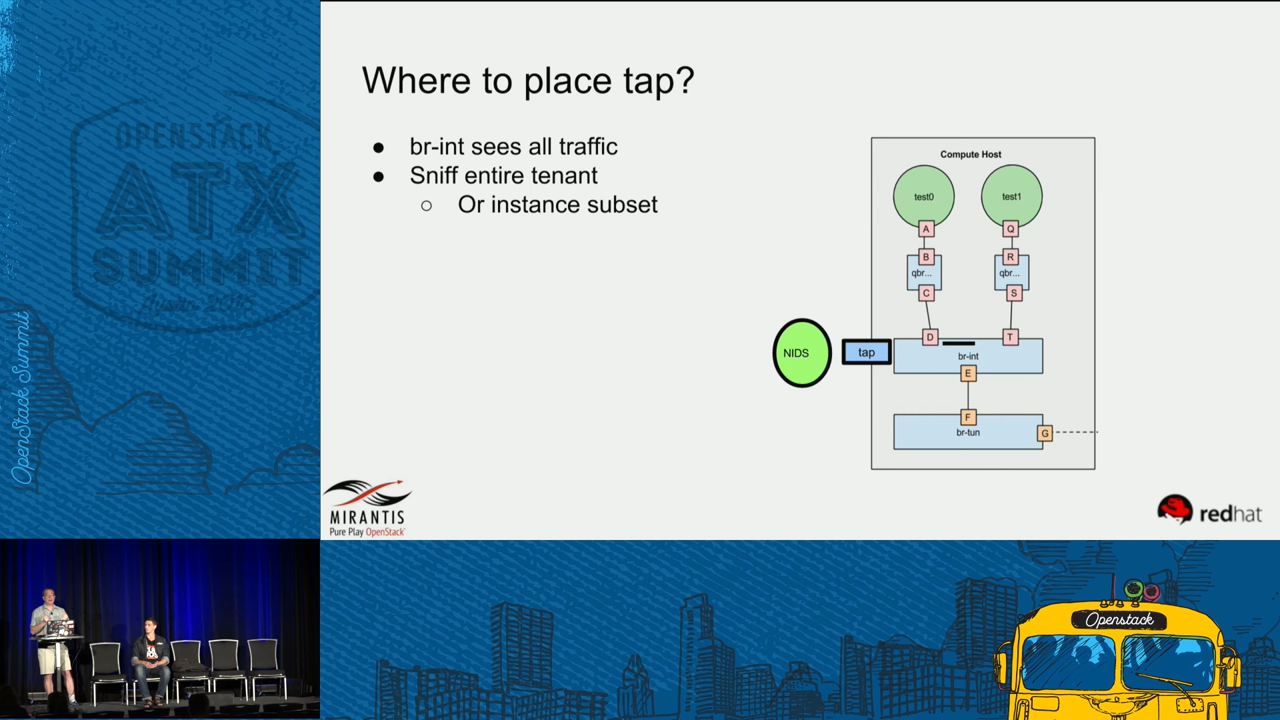 Where to place tap?
● br-int sees all traffic
● Sniff entire tenant
○ Or instance subset
Compute Host
test0
test1
A
Q
B
R
qbr...
qbr...
C
S
D
T
NIDS
tap
br-int
E
F
br-tun
G
MIRANTIS
Pure Play OpenStack
redhat
OPENSTACK
ATX
SUMMIT
Austin
OpenStack Summit
Openstack